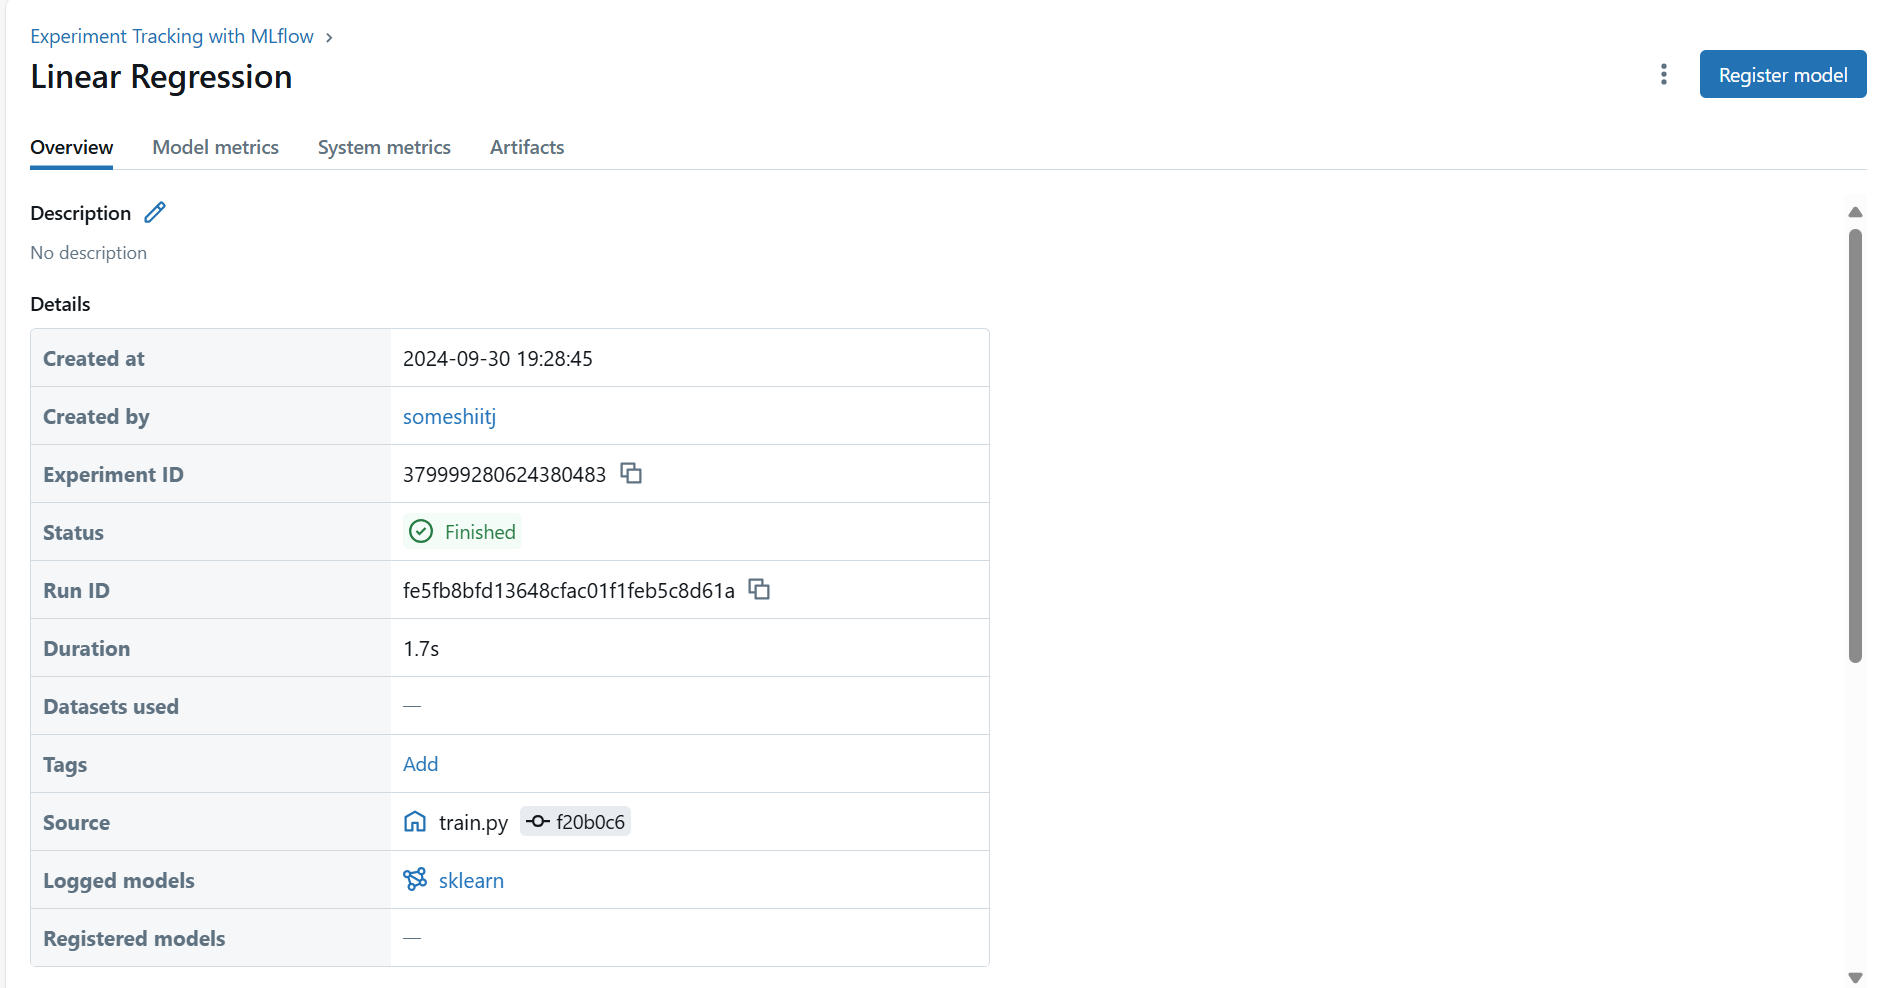 Experiment Tracking with MLflow ›
Linear Regression
Register model
Overview Model metrics System metrics Artifacts
Description
No description
Details
Created at 2024-09-30 19:28:45
Created by someshiitj
Experiment ID 379999280624380483
Status Finished
Run ID fe5fb8bfd13648cfac01f1feb5c8d61a
Duration 1.7s
Datasets used —
Tags Add
Source train.py f20b0c6
Logged models sklearn
Registered models —